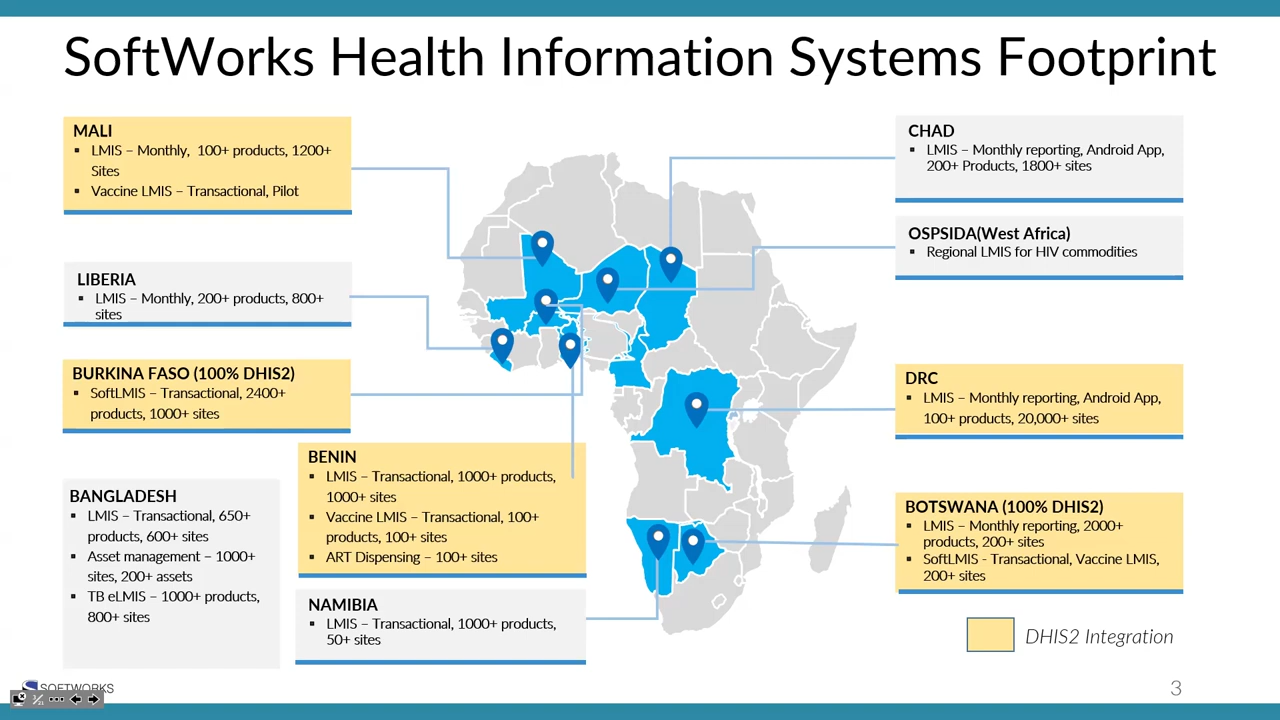 SoftWorks Health Information Systems Footprint
MALI
▪ LMIS – Monthly, 100+ products, 1200+
Sites
▪ Vaccine LMIS – Transactional, Pilot
LIBERIA
▪ LMIS – Monthly, 200+ products, 800+
sites
BURKINA FASO (100% DHIS2)
▪ SoftLMIS – Transactional, 2400+
products, 1000+ sites
BANGLADESH
▪ LMIS – Transactional, 650+
products, 600+ sites
▪ Asset management – 1000+
sites, 200+ assets
▪ TB eLMIS – 1000+ products,
800+ sites
BENIN
▪ LMIS – Transactional, 1000+ products,
1000+ sites
▪ Vaccine LMIS – Transactional, 100+
products, 100+ sites
▪ ART Dispensing – 100+ sites
NAMIBIA
▪ LMIS – Transactional, 1000+ products,
50+ sites
CHAD
▪ LMIS – Monthly reporting, Android App,
200+ Products, 1800+ sites
OSPSIDA(West Africa)
▪ Regional LMIS for HIV commodities
DRC
▪ LMIS – Monthly reporting, Android App,
100+ products, 20,000+ sites
BOTSWANA (100% DHIS2)
▪ LMIS – Monthly reporting, 2000+
products, 200+ sites
▪ SoftLMIS - Transactional, Vaccine LMIS,
200+ sites
DHIS2 Integration
SOFTWORKS
3